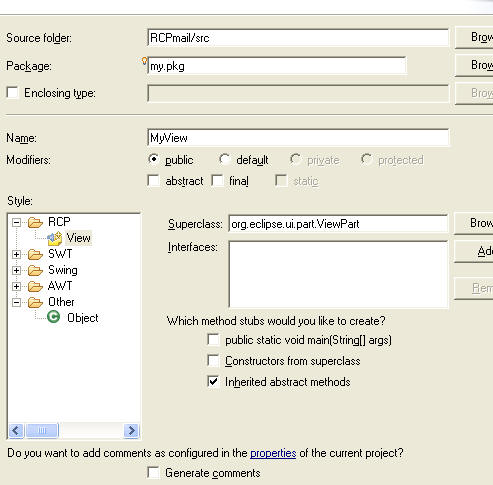 Source folder: RCPmail/src Brow
Package: my.pkg Brow
Enclosing type: Brow
Name: MyView
Modifiers: public default private protected
abstract final static
Style:
RCP
View
SWT
Swing
AWT
Other
Object
Superclass: org.eclipse.ui.part.ViewPart Brow
Interfaces: Add
Rem
Which method stubs would you like to create?
public static void main(String[] args)
Constructors from superclass
Inherited abstract methods
Do you want to add comments as configured in the properties of the current project?
Generate comments